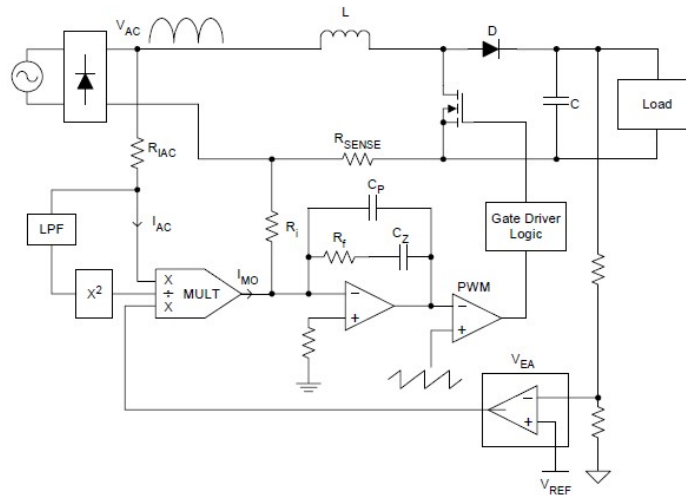 V_AC
L
D
C
Load
R_IAC
R_SENSE
C_P
LPF
I_AC
R_i
R_f
C_Z
Gate Driver
Logic
X²
X
÷
X
MULT
I_MO
−
+
PWM
−
+
V_EA
−
+
V_REF